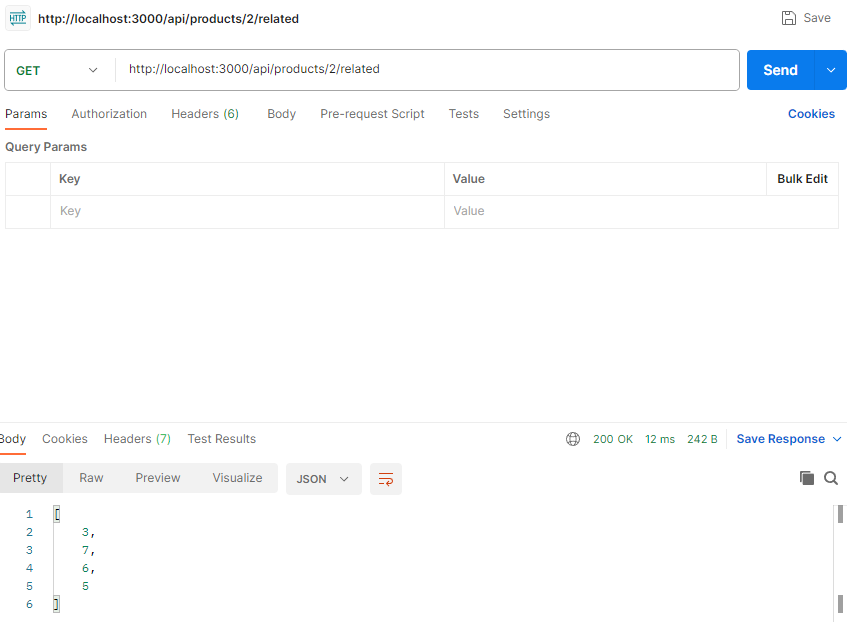 HTTP http://localhost:3000/api/products/2/related Save
GET http://localhost:3000/api/products/2/related Send
Params Authorization Headers (6) Body Pre-request Script Tests Settings Cookies
Query Params
Key Value Bulk Edit
Key Value
Body Cookies Headers (7) Test Results 200 OK 12 ms 242 B Save Response
Pretty Raw Preview Visualize JSON
1 [
2 3,
3 7,
4 6,
5 5
6 ]